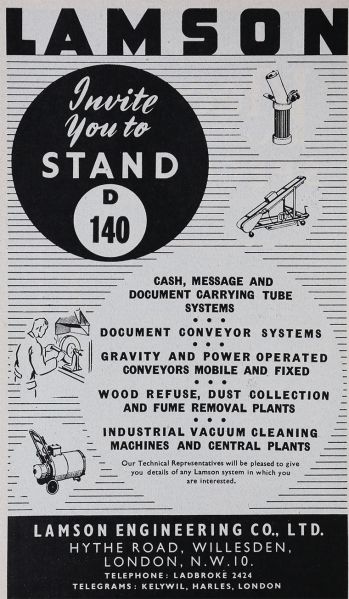 LAMSON
Invite
You to
STAND
D
140
CASH, MESSAGE AND
DOCUMENT CARRYING TUBE
SYSTEMS
• • •
DOCUMENT CONVEYOR SYSTEMS
• • •
GRAVITY AND POWER OPERATED
CONVEYORS MOBILE AND FIXED
• • •
WOOD REFUSE, DUST COLLECTION
AND FUME REMOVAL PLANTS
• • •
INDUSTRIAL VACUUM CLEANING
MACHINES AND CENTRAL PLANTS
Our Technical Representatives will be pleased to give
you details of any Lamson system in which you
are interested.
LAMSON ENGINEERING CO., LTD.
HYTHE ROAD, WILLESDEN,
LONDON, N.W.10.
TELEPHONE: LADBROKE 2424
TELEGRAMS: KELYWIL, HARLES, LONDON